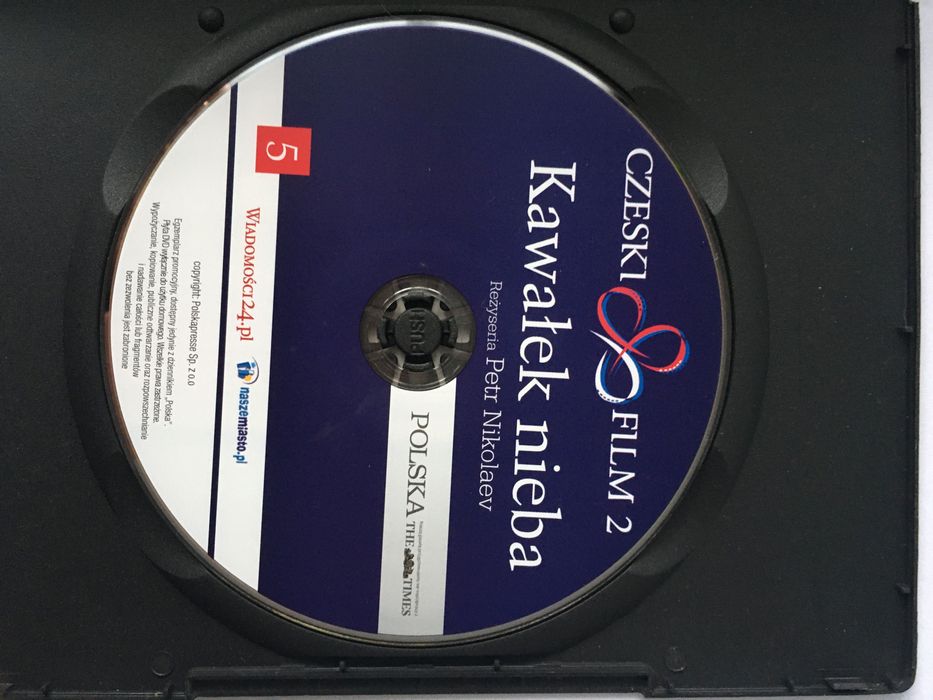 CZESKI FILM 2
Kawałek nieba
Reżyseria Petr Nikolaev
PUSH
POLSKA THE TIMES
5
WIADOMOŚCI24.pl
naszemiasto.pl
copyright: Polskapresse Sp. z o.o
Egzemplarz promocyjny, dostępny jedynie z dziennikiem „Polska”.
Płyta DVD wyłącznie do użytku domowego. Wszelkie prawa zastrzeżone.
Wypożyczanie, kopiowanie, publiczne odtwarzanie oraz rozpowszechnianie
i nadawanie całości lub fragmentów
bez zezwolenia jest zabronione